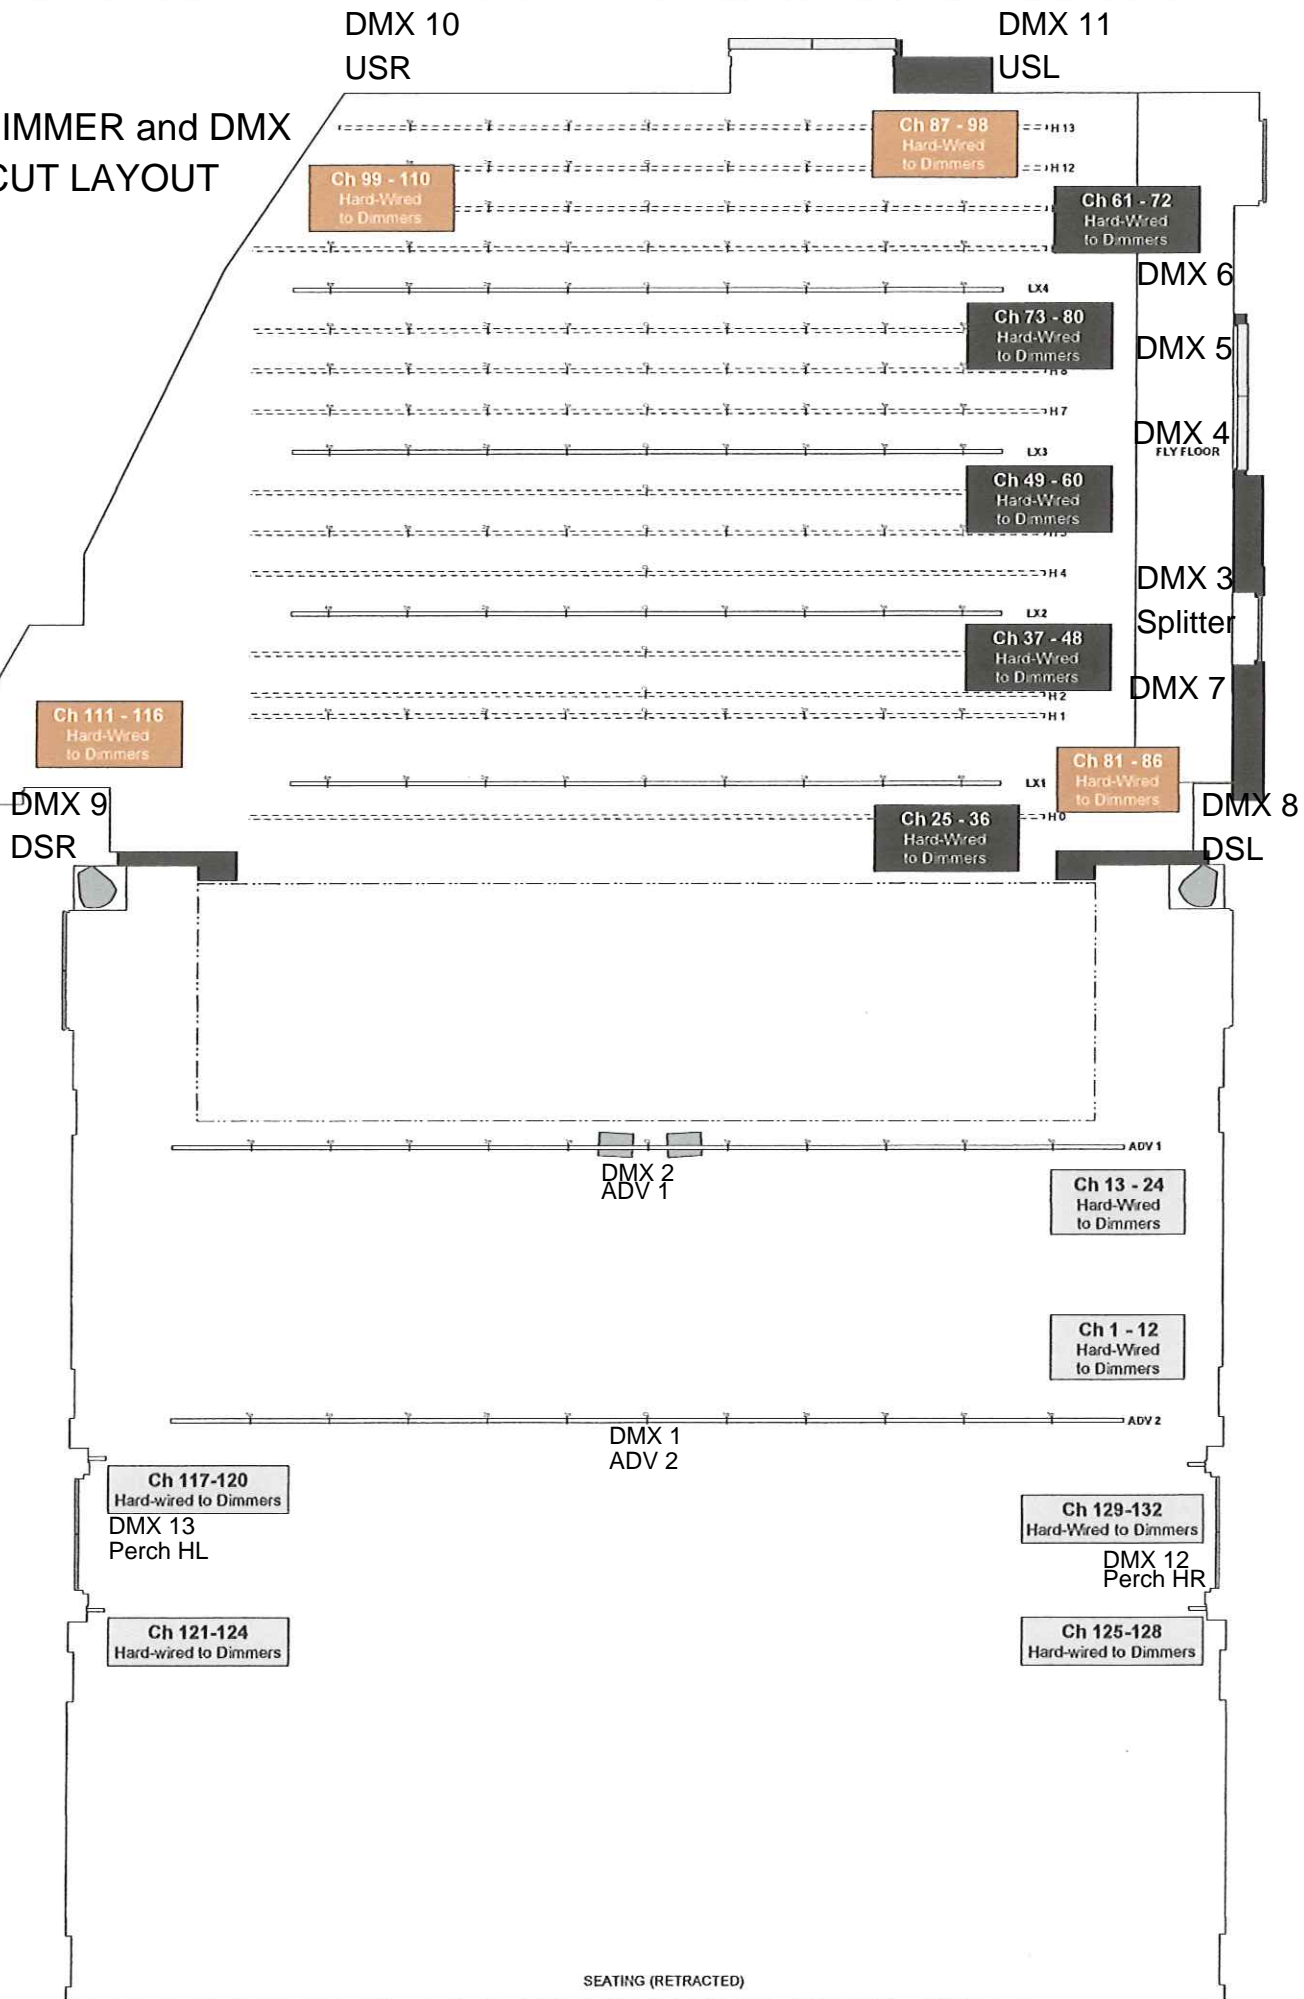 DMX 10
USR
DMX 11
USL
IMMER and DMX
CUT LAYOUT
Ch 87 - 98
Hard-Wired
to Dimmers
H 13
H 12
Ch 99 - 110
Hard-Wired
to Dimmers
Ch 61 - 72
Hard-Wired
to Dimmers
DMX 6
LX4
Ch 73 - 80
Hard-Wired
to Dimmers
DMX 5
H 8
H 7
DMX 4
FLY FLOOR
LX3
Ch 49 - 60
Hard-Wired
to Dimmers
H 4
DMX 3
Splitter
LX2
Ch 37 - 48
Hard-Wired
to Dimmers
DMX 7
H 2
H 1
Ch 111 - 116
Hard-Wired
to Dimmers
Ch 81 - 86
Hard-Wired
to Dimmers
LX1
DMX 9
DSR
DMX 8
DSL
H 0
Ch 25 - 36
Hard-Wired
to Dimmers
ADV 1
DMX 2
ADV 1
Ch 13 - 24
Hard-Wired
to Dimmers
Ch 1 - 12
Hard-Wired
to Dimmers
ADV 2
DMX 1
ADV 2
Ch 117-120
Hard-wired to Dimmers
DMX 13
Perch HL
Ch 129-132
Hard-Wired to Dimmers
DMX 12
Perch HR
Ch 121-124
Hard-wired to Dimmers
Ch 125-128
Hard-wired to Dimmers
SEATING (RETRACTED)